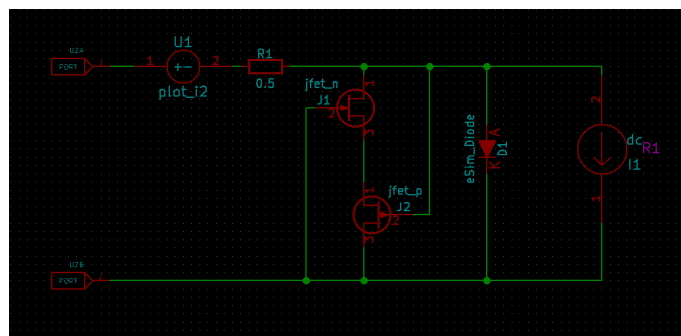 U2A
PORT 1
1 U1 2
plot_i2
R1
0.5
jfet_n
J1
1
2
3
jfet_p
J2
1
2
3
eSim_Diode
D1
A
K
2
dc R1
I1
1
PORT